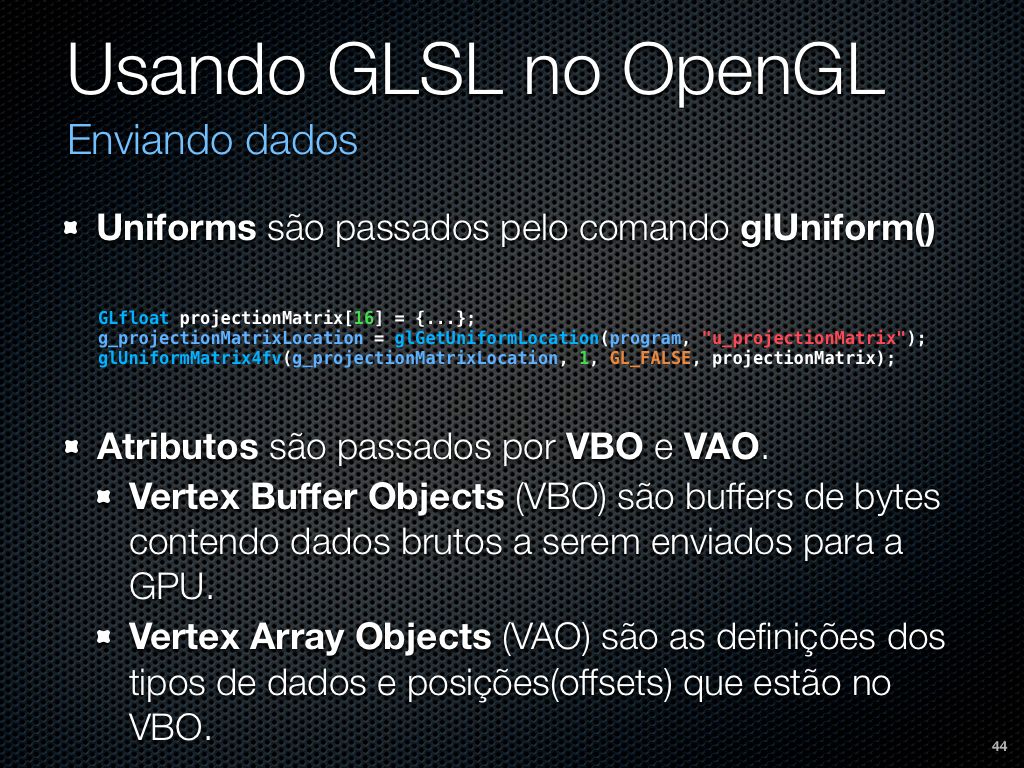 Usando GLSL no OpenGL
Enviando dados
Uniforms são passados pelo comando glUniform()
GLfloat projectionMatrix[16] = {...};
g_projectionMatrixLocation = glGetUniformLocation(program, "u_projectionMatrix");
glUniformMatrix4fv(g_projectionMatrixLocation, 1, GL_FALSE, projectionMatrix);
Atributos são passados por VBO e VAO.
Vertex Buffer Objects (VBO) são buffers de bytes
contendo dados brutos a serem enviados para a
GPU.
Vertex Array Objects (VAO) são as definições dos
tipos de dados e posições(offsets) que estão no
VBO.
44